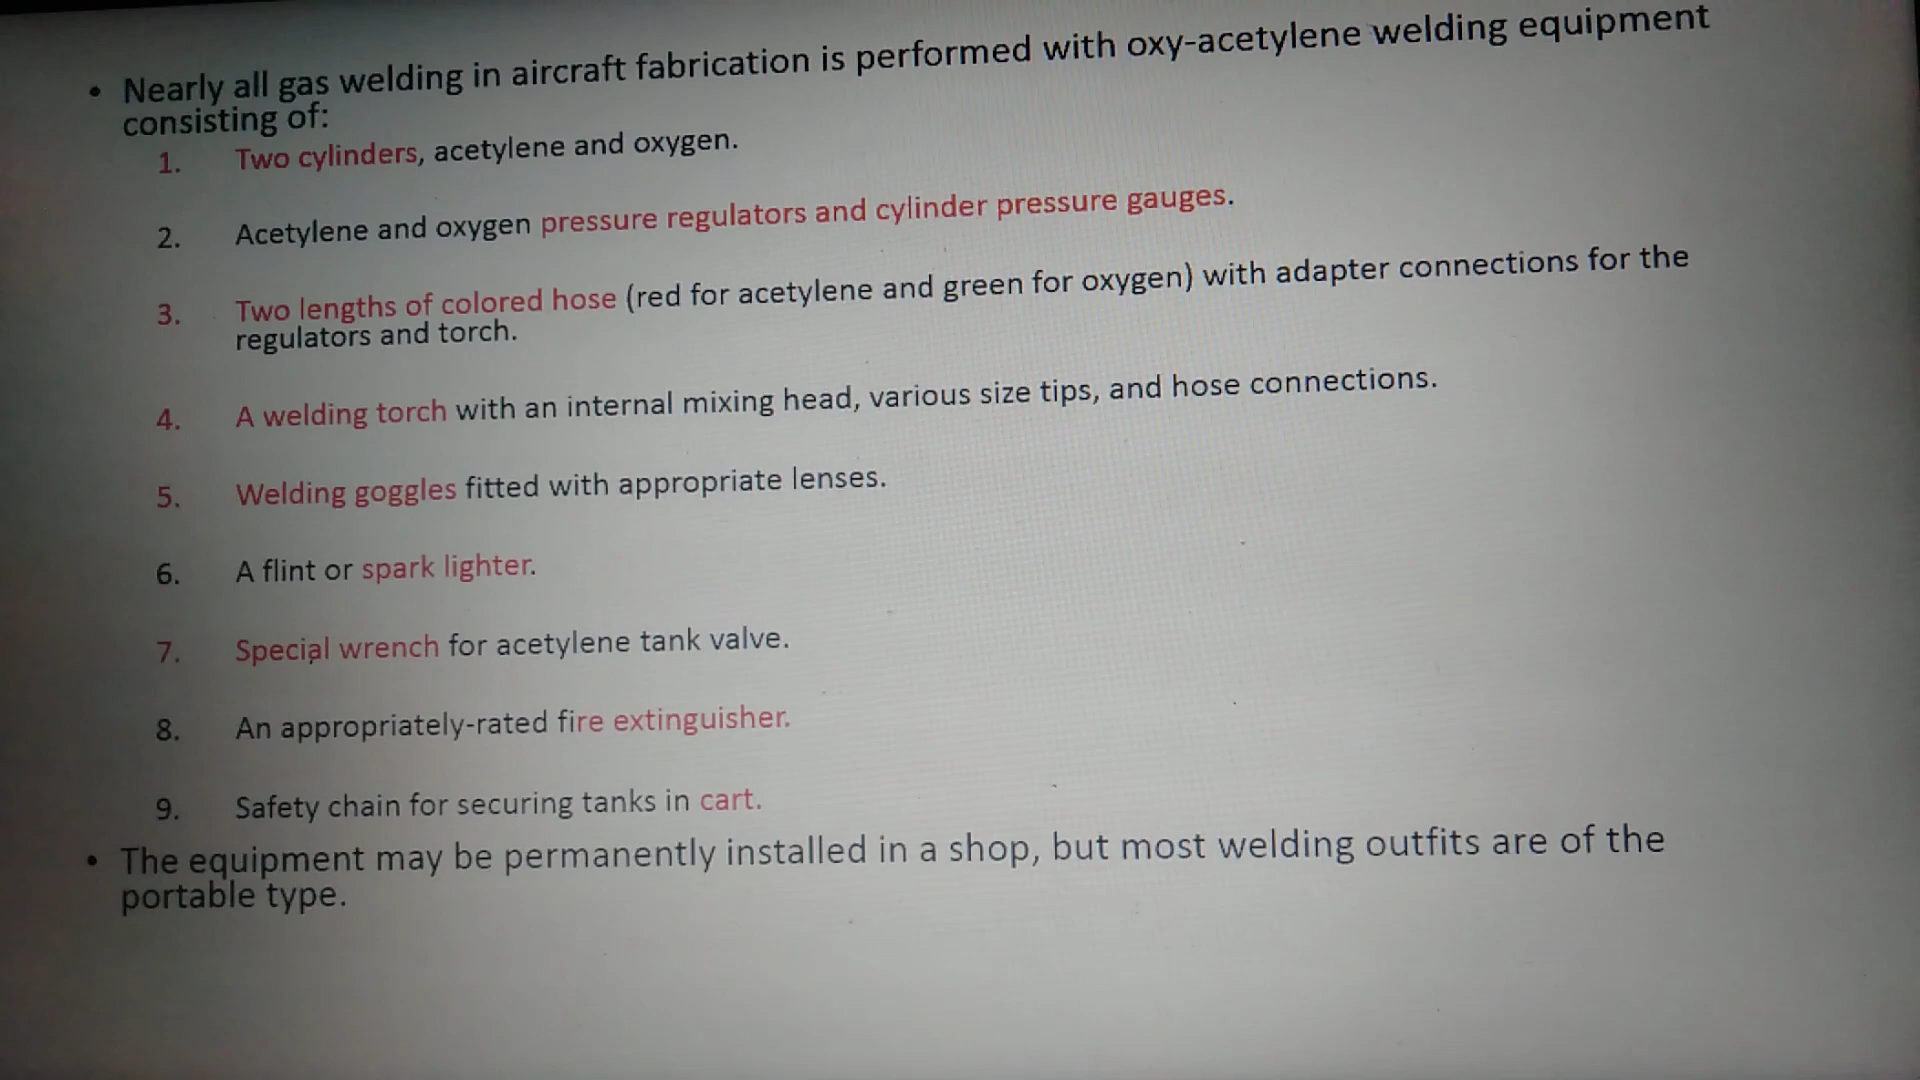 • Nearly all gas welding in aircraft fabrication is performed with oxy-acetylene welding equipment
consisting of:
1. Two cylinders, acetylene and oxygen.
2. Acetylene and oxygen pressure regulators and cylinder pressure gauges.
3. Two lengths of colored hose (red for acetylene and green for oxygen) with adapter connections for the
regulators and torch.
4. A welding torch with an internal mixing head, various size tips, and hose connections.
5. Welding goggles fitted with appropriate lenses.
6. A flint or spark lighter.
7. Special wrench for acetylene tank valve.
8. An appropriately-rated fire extinguisher.
9. Safety chain for securing tanks in cart.
• The equipment may be permanently installed in a shop, but most welding outfits are of the
portable type.